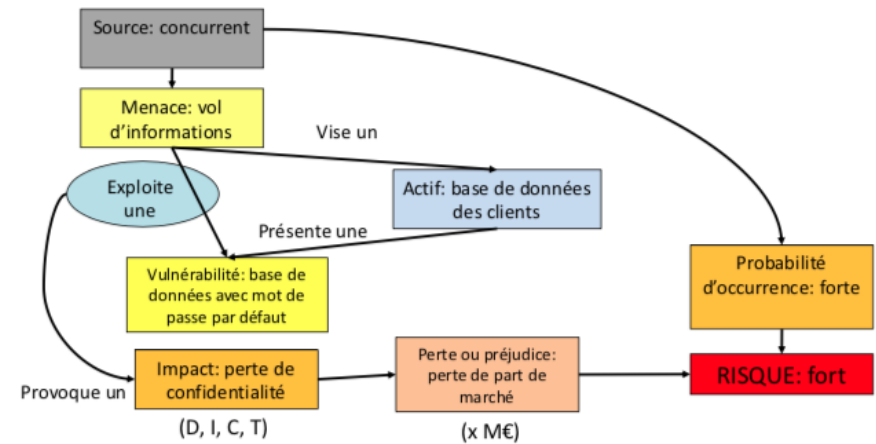 Source: concurrent
Menace: vol
d’informations
Vise un
Exploite
une
Actif: base de données
des clients
Présente une
Vulnérabilité: base de
données avec mot de
passe par défaut
Probabilité
d’occurrence: forte
Impact: perte de
confidentialité
Provoque un
(D, I, C, T)
Perte ou préjudice:
perte de part de
marché
(x M€)
RISQUE: fort